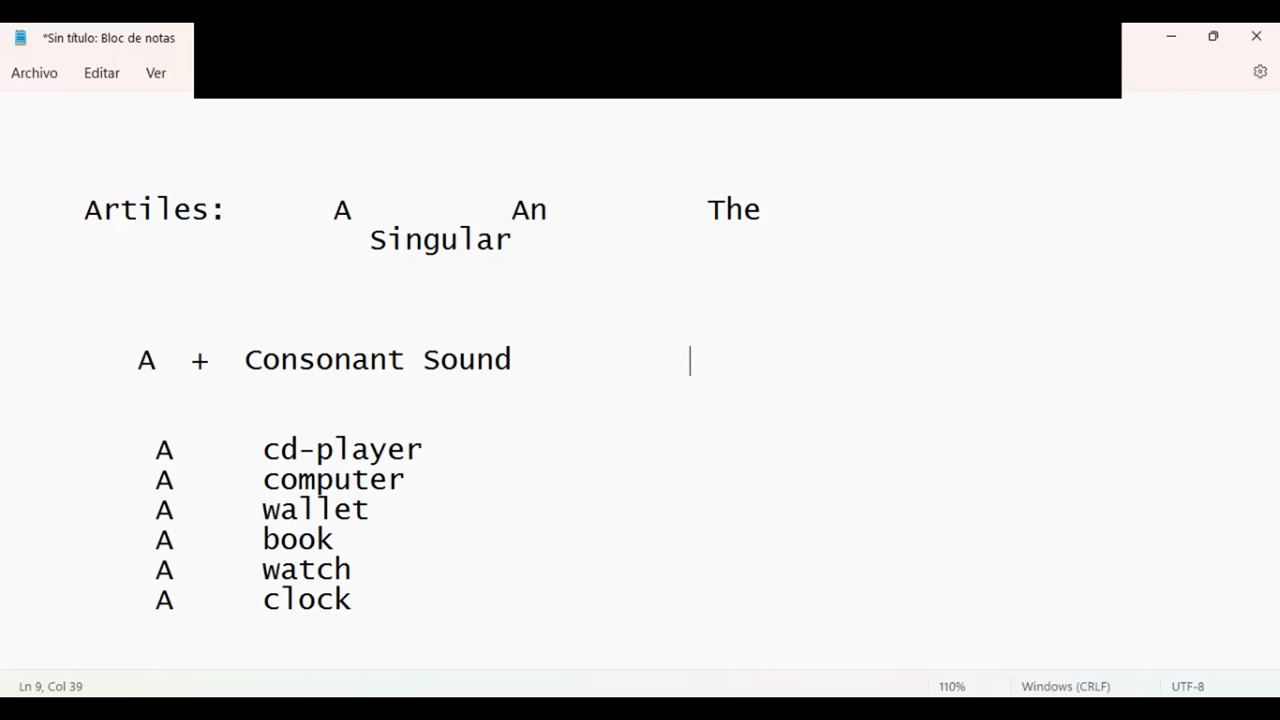 *Sin título: Bloc de notas
Archivo Editar Ver
Artiles: A An The
Singular
A + Consonant Sound
A cd-player
A computer
A wallet
A book
A watch
A clock
Ln 9, Col 39 110% Windows (CRLF) UTF-8